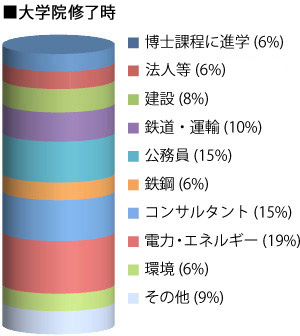 ■大学院修了時
博士課程に進学 (6%)
法人等 (6%)
建設 (8%)
鉄道・運輸 (10%)
公務員 (15%)
鉄鋼 (6%)
コンサルタント (15%)
電力・エネルギー (19%)
環境 (6%)
その他 (9%)